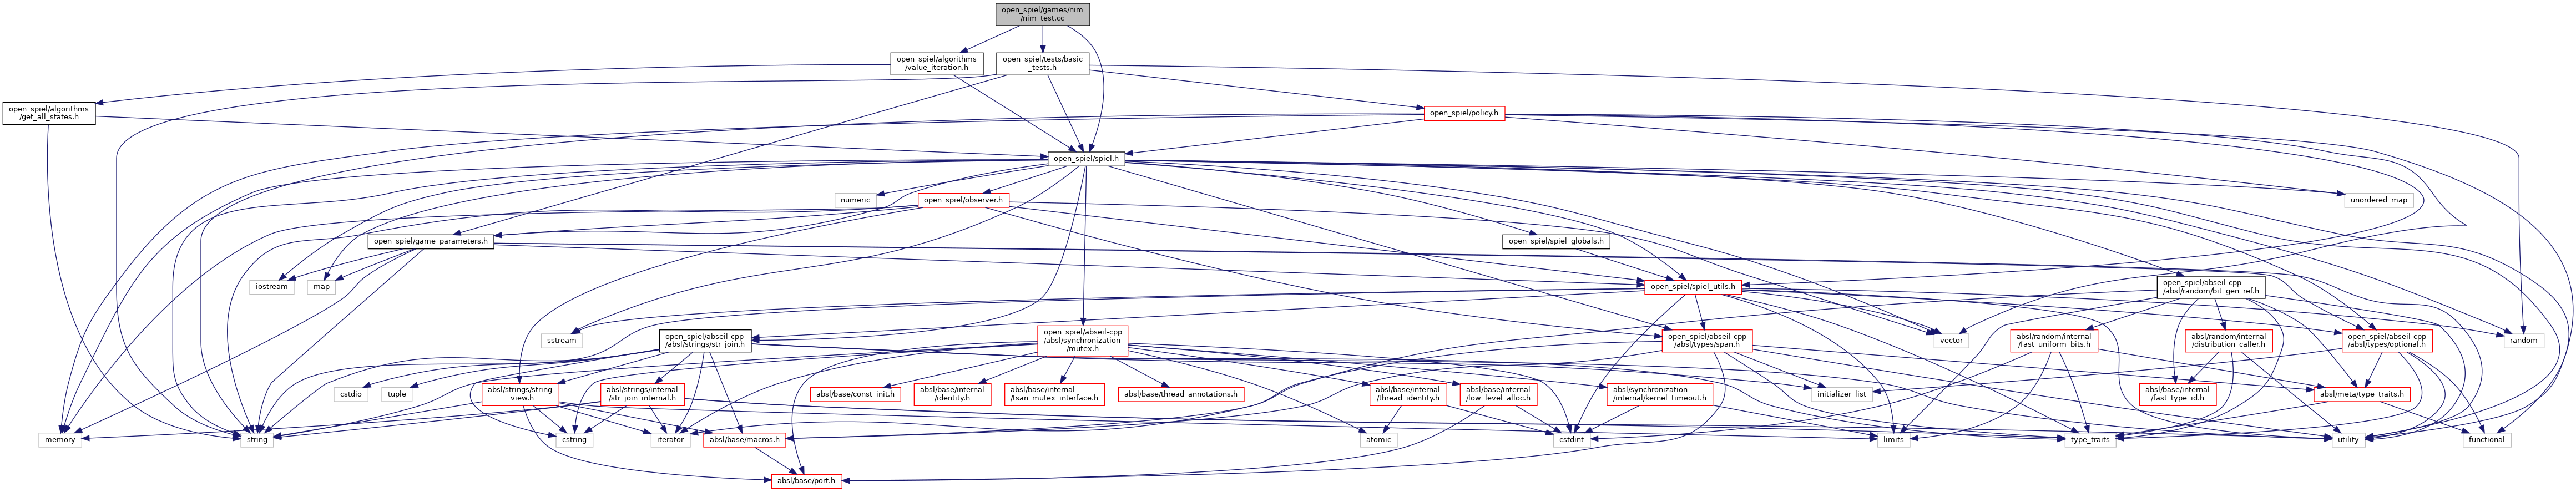 open_spiel/games/nim
/nim_test.cc
open_spiel/algorithms
/value_iteration.h
open_spiel/tests/basic
_tests.h
open_spiel/algorithms
/get_all_states.h
open_spiel/policy.h
open_spiel/spiel.h
numeric
open_spiel/observer.h
unordered_map
open_spiel/game_parameters.h
open_spiel/spiel_globals.h
iostream
map
open_spiel/spiel_utils.h
open_spiel/abseil-cpp
/absl/random/bit_gen_ref.h
sstream
open_spiel/abseil-cpp
/absl/strings/str_join.h
open_spiel/abseil-cpp
/absl/synchronization
/mutex.h
open_spiel/abseil-cpp
/absl/types/span.h
vector
absl/random/internal
/fast_uniform_bits.h
absl/random/internal
/distribution_caller.h
open_spiel/abseil-cpp
/absl/types/optional.h
random
cstdio
tuple
absl/strings/string
_view.h
absl/strings/internal
/str_join_internal.h
absl/base/const_init.h
absl/base/internal
/identity.h
absl/base/internal
/tsan_mutex_interface.h
absl/base/thread_annotations.h
absl/base/internal
/thread_identity.h
absl/base/internal
/low_level_alloc.h
absl/synchronization
/internal/kernel_timeout.h
initializer_list
absl/base/internal
/fast_type_id.h
absl/meta/type_traits.h
memory
string
cstring
iterator
absl/base/macros.h
atomic
cstdint
limits
type_traits
utility
functional
absl/base/port.h